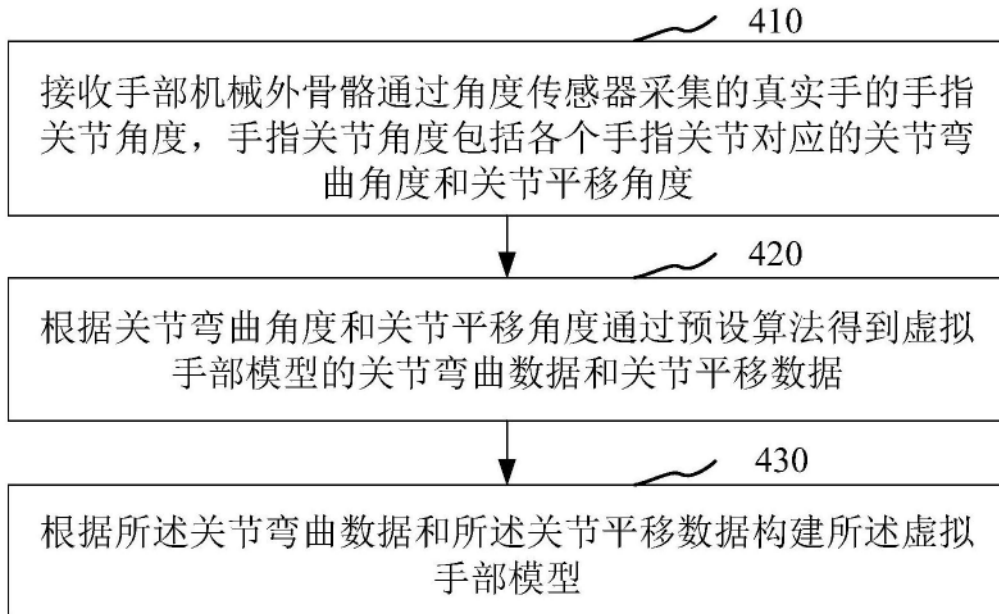 410
接收手部机械外骨骼通过角度传感器采集的真实手的手指
关节角度，手指关节角度包括各个手指关节对应的关节弯
曲角度和关节平移角度
420
根据关节弯曲角度和关节平移角度通过预设算法得到虚拟
手部模型的关节弯曲数据和关节平移数据
430
根据所述关节弯曲数据和所述关节平移数据构建所述虚拟
手部模型